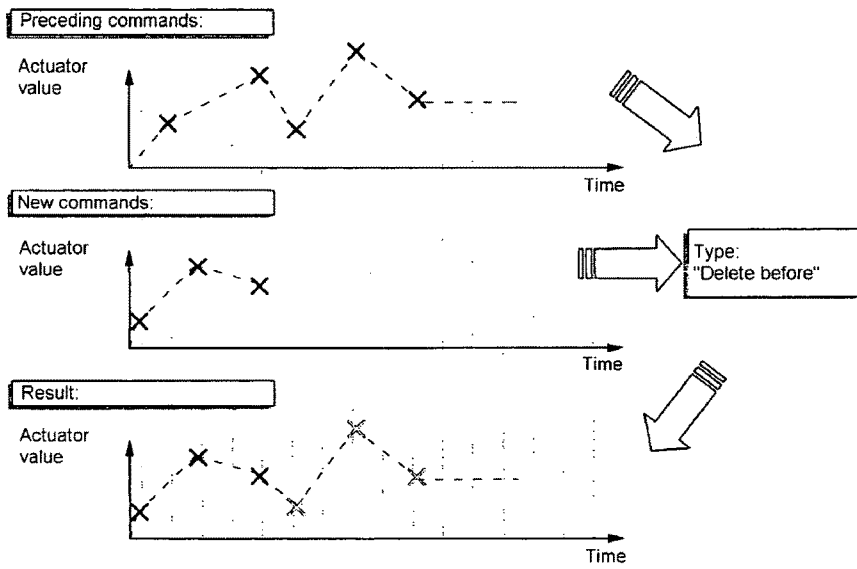 Preceding commands:
Actuator
value
Time
New commands:
Actuator
value
Type:
"Delete before"
Time
Result:
Actuator
value
Time